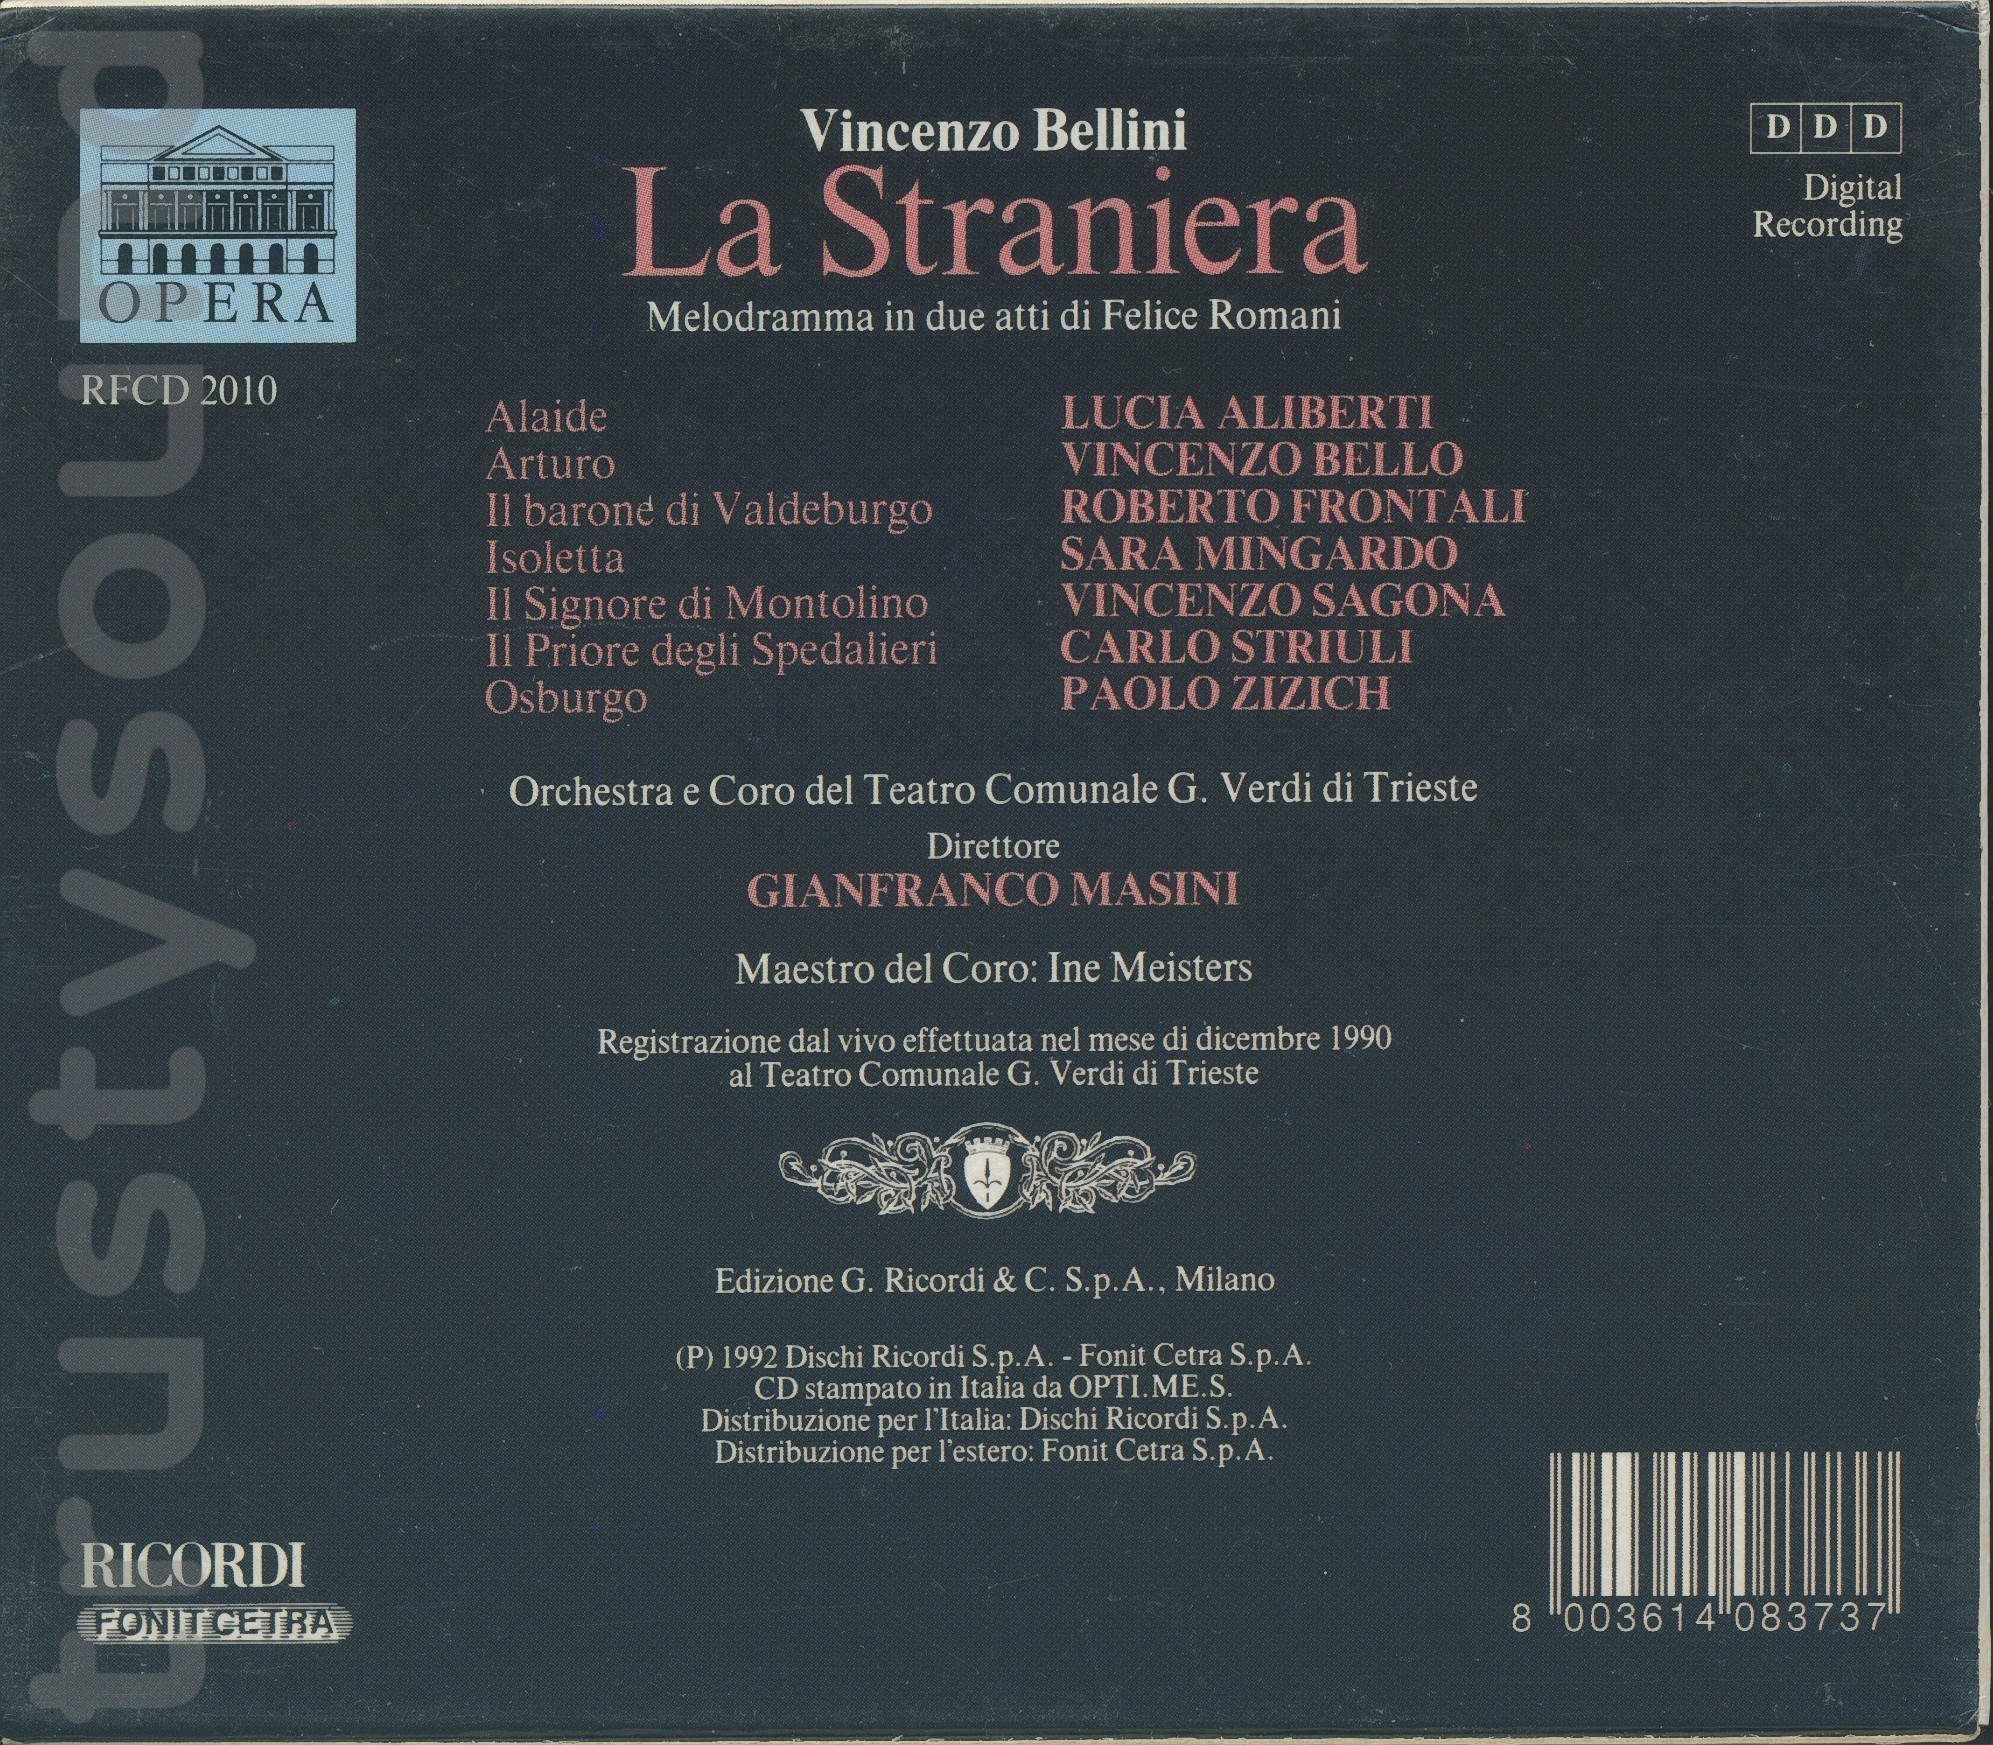 Vincenzo Bellini
La Straniera
Melodramma in due atti di Felice Romani
D D D
Digital
Recording
OPERA
RFCD 2010
Alaide LUCIA ALIBERTI
Arturo VINCENZO BELLO
Il barone di Valdeburgo ROBERTO FRONTALI
Isoletta SARA MINGARDO
Il Signore di Montolino VINCENZO SAGONA
Il Priore degli Spedalieri CARLO STRIULI
Osburgo PAOLO ZIZICH
Orchestra e Coro del Teatro Comunale G. Verdi di Trieste
Direttore
GIANFRANCO MASINI
Maestro del Coro: Ine Meisters
Registrazione dal vivo effettuata nel mese di dicembre 1990
al Teatro Comunale G. Verdi di Trieste
Edizione G. Ricordi & C. S.p.A., Milano
(P) 1992 Dischi Ricordi S.p.A. - Fonit Cetra S.p.A.
CD stampato in Italia da OPTI.ME.S.
Distribuzione per l'Italia: Dischi Ricordi S.p.A.
Distribuzione per l'estero: Fonit Cetra S.p.A.
RICORDI
FONIT CETRA
8 003614 083737
trustysound